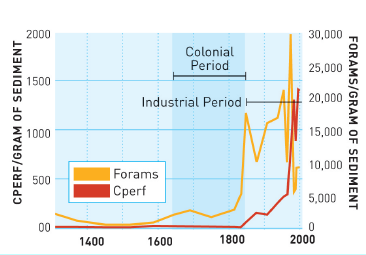 CPERF/GRAM OF SEDIMENT
2000
1500
1000
500
00
Colonial
Period
Industrial Period
Forams
Cperf
30,000
25,000
20,000
15,000
10,000
5,000
0
FORAMS/GRAM OF SEDIMENT
1400
1600
1800
2000